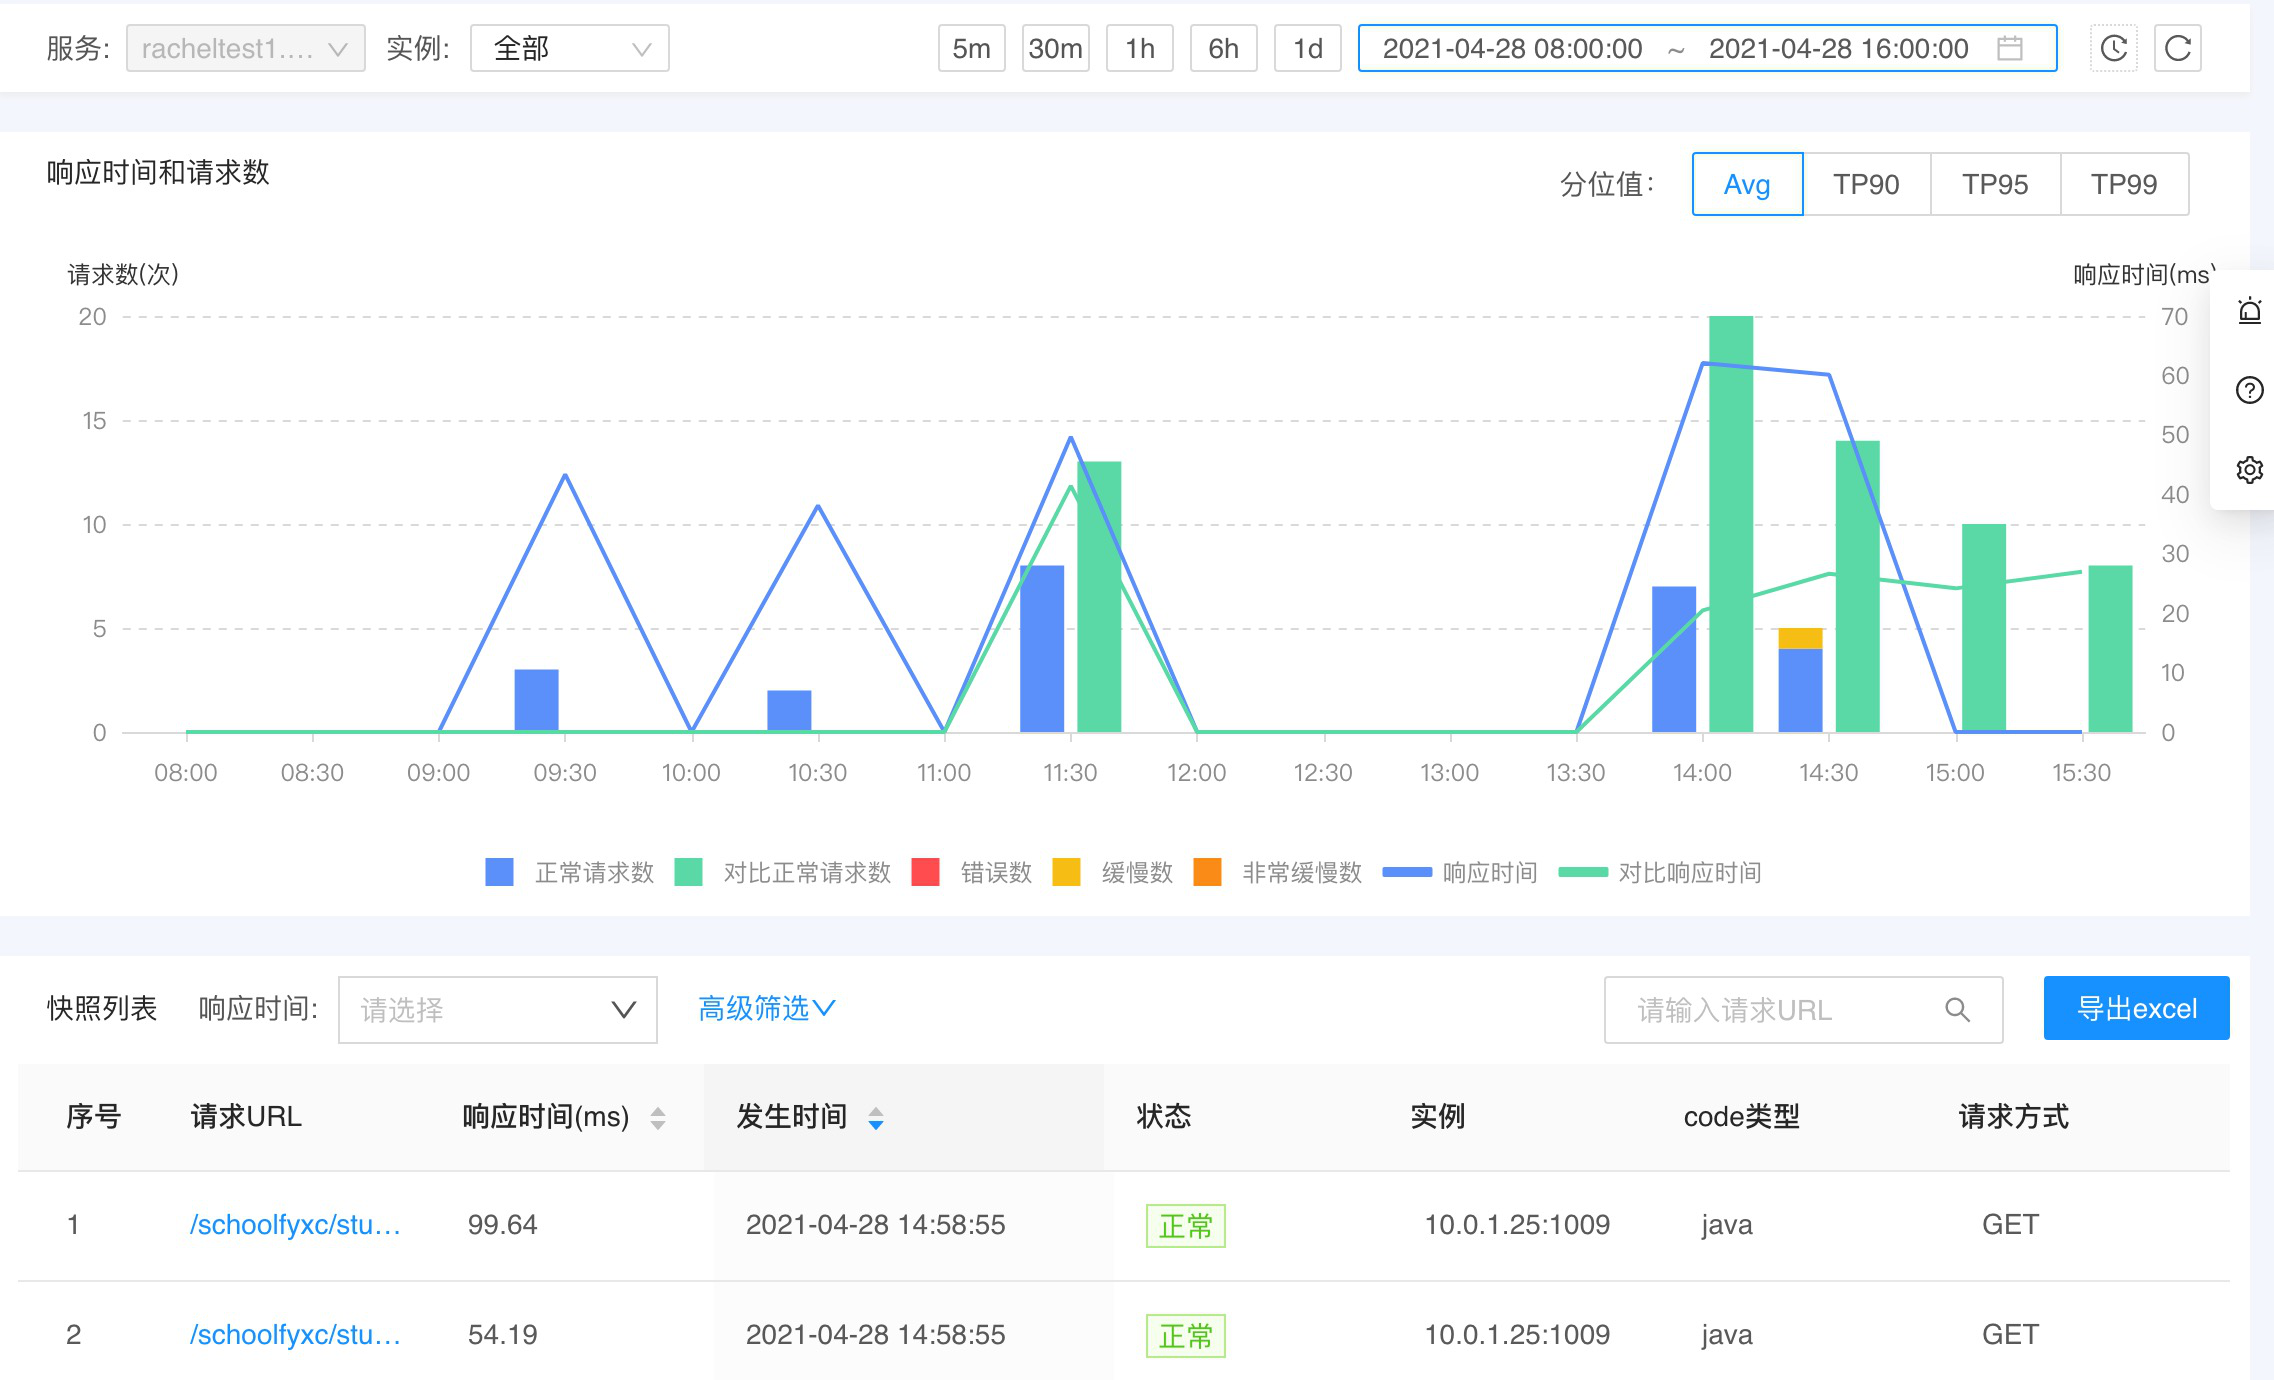 服务: racheltest1.... 实例: 全部 5m 30m 1h 6h 1d 2021-04-28 08:00:00 ~ 2021-04-28 16:00:00
响应时间和请求数 分位值: Avg TP90 TP95 TP99
请求数(次) 响应时间(ms)
20 70
60
15
50
10 40
30
5 20
10
0 0
08:00 08:30 09:00 09:30 10:00 10:30 11:00 11:30 12:00 12:30 13:00 13:30 14:00 14:30 15:00 15:30
正常请求数 对比正常请求数 错误数 缓慢数 非常缓慢数 响应时间 对比响应时间
快照列表 响应时间: 请选择 高级筛选 请输入请求URL 导出excel
序号 请求URL 响应时间(ms) 发生时间 状态 实例 code类型 请求方式
1 /schoolfyxc/stu... 99.64 2021-04-28 14:58:55 正常 10.0.1.25:1009 java GET
2 /schoolfyxc/stu... 54.19 2021-04-28 14:58:55 正常 10.0.1.25:1009 java GET